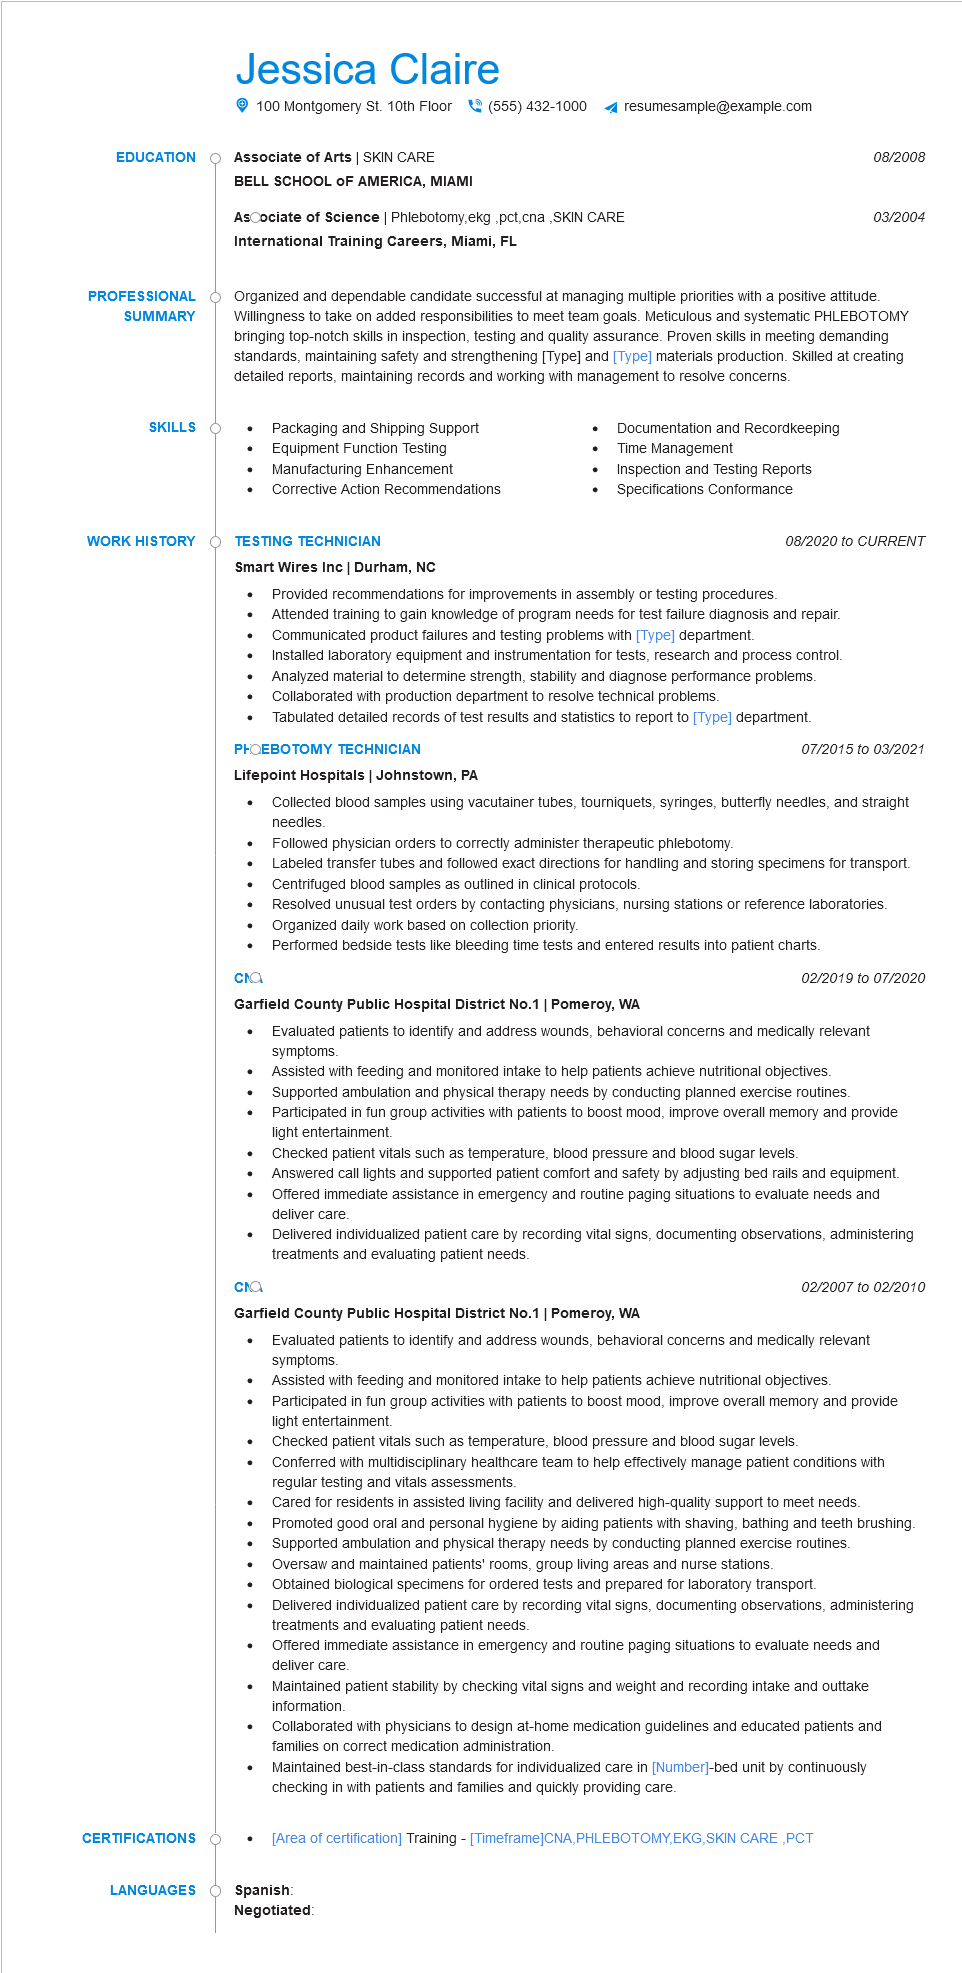 Jessica Claire
100 Montgomery St. 10th Floor (555) 432-1000 resumesample@example.com
EDUCATION
Associate of Arts | SKIN CARE 08/2008
BELL SCHOOL oF AMERICA, MIAMI
Associate of Science | Phlebotomy,ekg ,pct,cna ,SKIN CARE 03/2004
International Training Careers, Miami, FL
PROFESSIONAL
SUMMARY
Organized and dependable candidate successful at managing multiple priorities with a positive attitude.
Willingness to take on added responsibilities to meet team goals. Meticulous and systematic PHLEBOTOMY
bringing top-notch skills in inspection, testing and quality assurance. Proven skills in meeting demanding
standards, maintaining safety and strengthening [Type] and [Type] materials production. Skilled at creating
detailed reports, maintaining records and working with management to resolve concerns.
SKILLS
• Packaging and Shipping Support
• Equipment Function Testing
• Manufacturing Enhancement
• Corrective Action Recommendations
• Documentation and Recordkeeping
• Time Management
• Inspection and Testing Reports
• Specifications Conformance
WORK HISTORY
TESTING TECHNICIAN 08/2020 to CURRENT
Smart Wires Inc | Durham, NC
• Provided recommendations for improvements in assembly or testing procedures.
• Attended training to gain knowledge of program needs for test failure diagnosis and repair.
• Communicated product failures and testing problems with [Type] department.
• Installed laboratory equipment and instrumentation for tests, research and process control.
• Analyzed material to determine strength, stability and diagnose performance problems.
• Collaborated with production department to resolve technical problems.
• Tabulated detailed records of test results and statistics to report to [Type] department.
PHLEBOTOMY TECHNICIAN 07/2015 to 03/2021
Lifepoint Hospitals | Johnstown, PA
• Collected blood samples using vacutainer tubes, tourniquets, syringes, butterfly needles, and straight
needles.
• Followed physician orders to correctly administer therapeutic phlebotomy.
• Labeled transfer tubes and followed exact directions for handling and storing specimens for transport.
• Centrifuged blood samples as outlined in clinical protocols.
• Resolved unusual test orders by contacting physicians, nursing stations or reference laboratories.
• Organized daily work based on collection priority.
• Performed bedside tests like bleeding time tests and entered results into patient charts.
CNA 02/2019 to 07/2020
Garfield County Public Hospital District No.1 | Pomeroy, WA
• Evaluated patients to identify and address wounds, behavioral concerns and medically relevant
symptoms.
• Assisted with feeding and monitored intake to help patients achieve nutritional objectives.
• Supported ambulation and physical therapy needs by conducting planned exercise routines.
• Participated in fun group activities with patients to boost mood, improve overall memory and provide
light entertainment.
• Checked patient vitals such as temperature, blood pressure and blood sugar levels.
• Answered call lights and supported patient comfort and safety by adjusting bed rails and equipment.
• Offered immediate assistance in emergency and routine paging situations to evaluate needs and
deliver care.
• Delivered individualized patient care by recording vital signs, documenting observations, administering
treatments and evaluating patient needs.
CNA 02/2007 to 02/2010
Garfield County Public Hospital District No.1 | Pomeroy, WA
• Evaluated patients to identify and address wounds, behavioral concerns and medically relevant
symptoms.
• Assisted with feeding and monitored intake to help patients achieve nutritional objectives.
• Participated in fun group activities with patients to boost mood, improve overall memory and provide
light entertainment.
• Checked patient vitals such as temperature, blood pressure and blood sugar levels.
• Conferred with multidisciplinary healthcare team to help effectively manage patient conditions with
regular testing and vitals assessments.
• Cared for residents in assisted living facility and delivered high-quality support to meet needs.
• Promoted good oral and personal hygiene by aiding patients with shaving, bathing and teeth brushing.
• Supported ambulation and physical therapy needs by conducting planned exercise routines.
• Oversaw and maintained patients' rooms, group living areas and nurse stations.
• Obtained biological specimens for ordered tests and prepared for laboratory transport.
• Delivered individualized patient care by recording vital signs, documenting observations, administering
treatments and evaluating patient needs.
• Offered immediate assistance in emergency and routine paging situations to evaluate needs and
deliver care.
• Maintained patient stability by checking vital signs and weight and recording intake and outtake
information.
• Collaborated with physicians to design at-home medication guidelines and educated patients and
families on correct medication administration.
• Maintained best-in-class standards for individualized care in [Number]-bed unit by continuously
checking in with patients and families and quickly providing care.
CERTIFICATIONS
• [Area of certification] Training - [Timeframe]CNA,PHLEBOTOMY,EKG,SKIN CARE ,PCT
LANGUAGES
Spanish:
Negotiated: